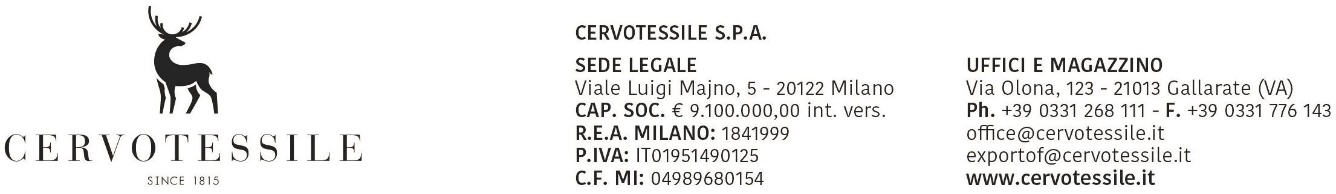 CERVOTESSILE
SINCE 1815
CERVOTESSILE S.P.A.
SEDE LEGALE
Viale Luigi Majno, 5 - 20122 Milano
CAP. SOC. € 9.100.000,00 int. vers.
R.E.A. MILANO: 1841999
P.IVA: IT01951490125
C.F. MI: 04989680154
UFFICI E MAGAZZINO
Via Olona, 123 - 21013 Gallarate (VA)
Ph. +39 0331 268 111 - F. +39 0331 776 143
office@cervotessile.it
exportof@cervotessile.it
www.cervotessile.it